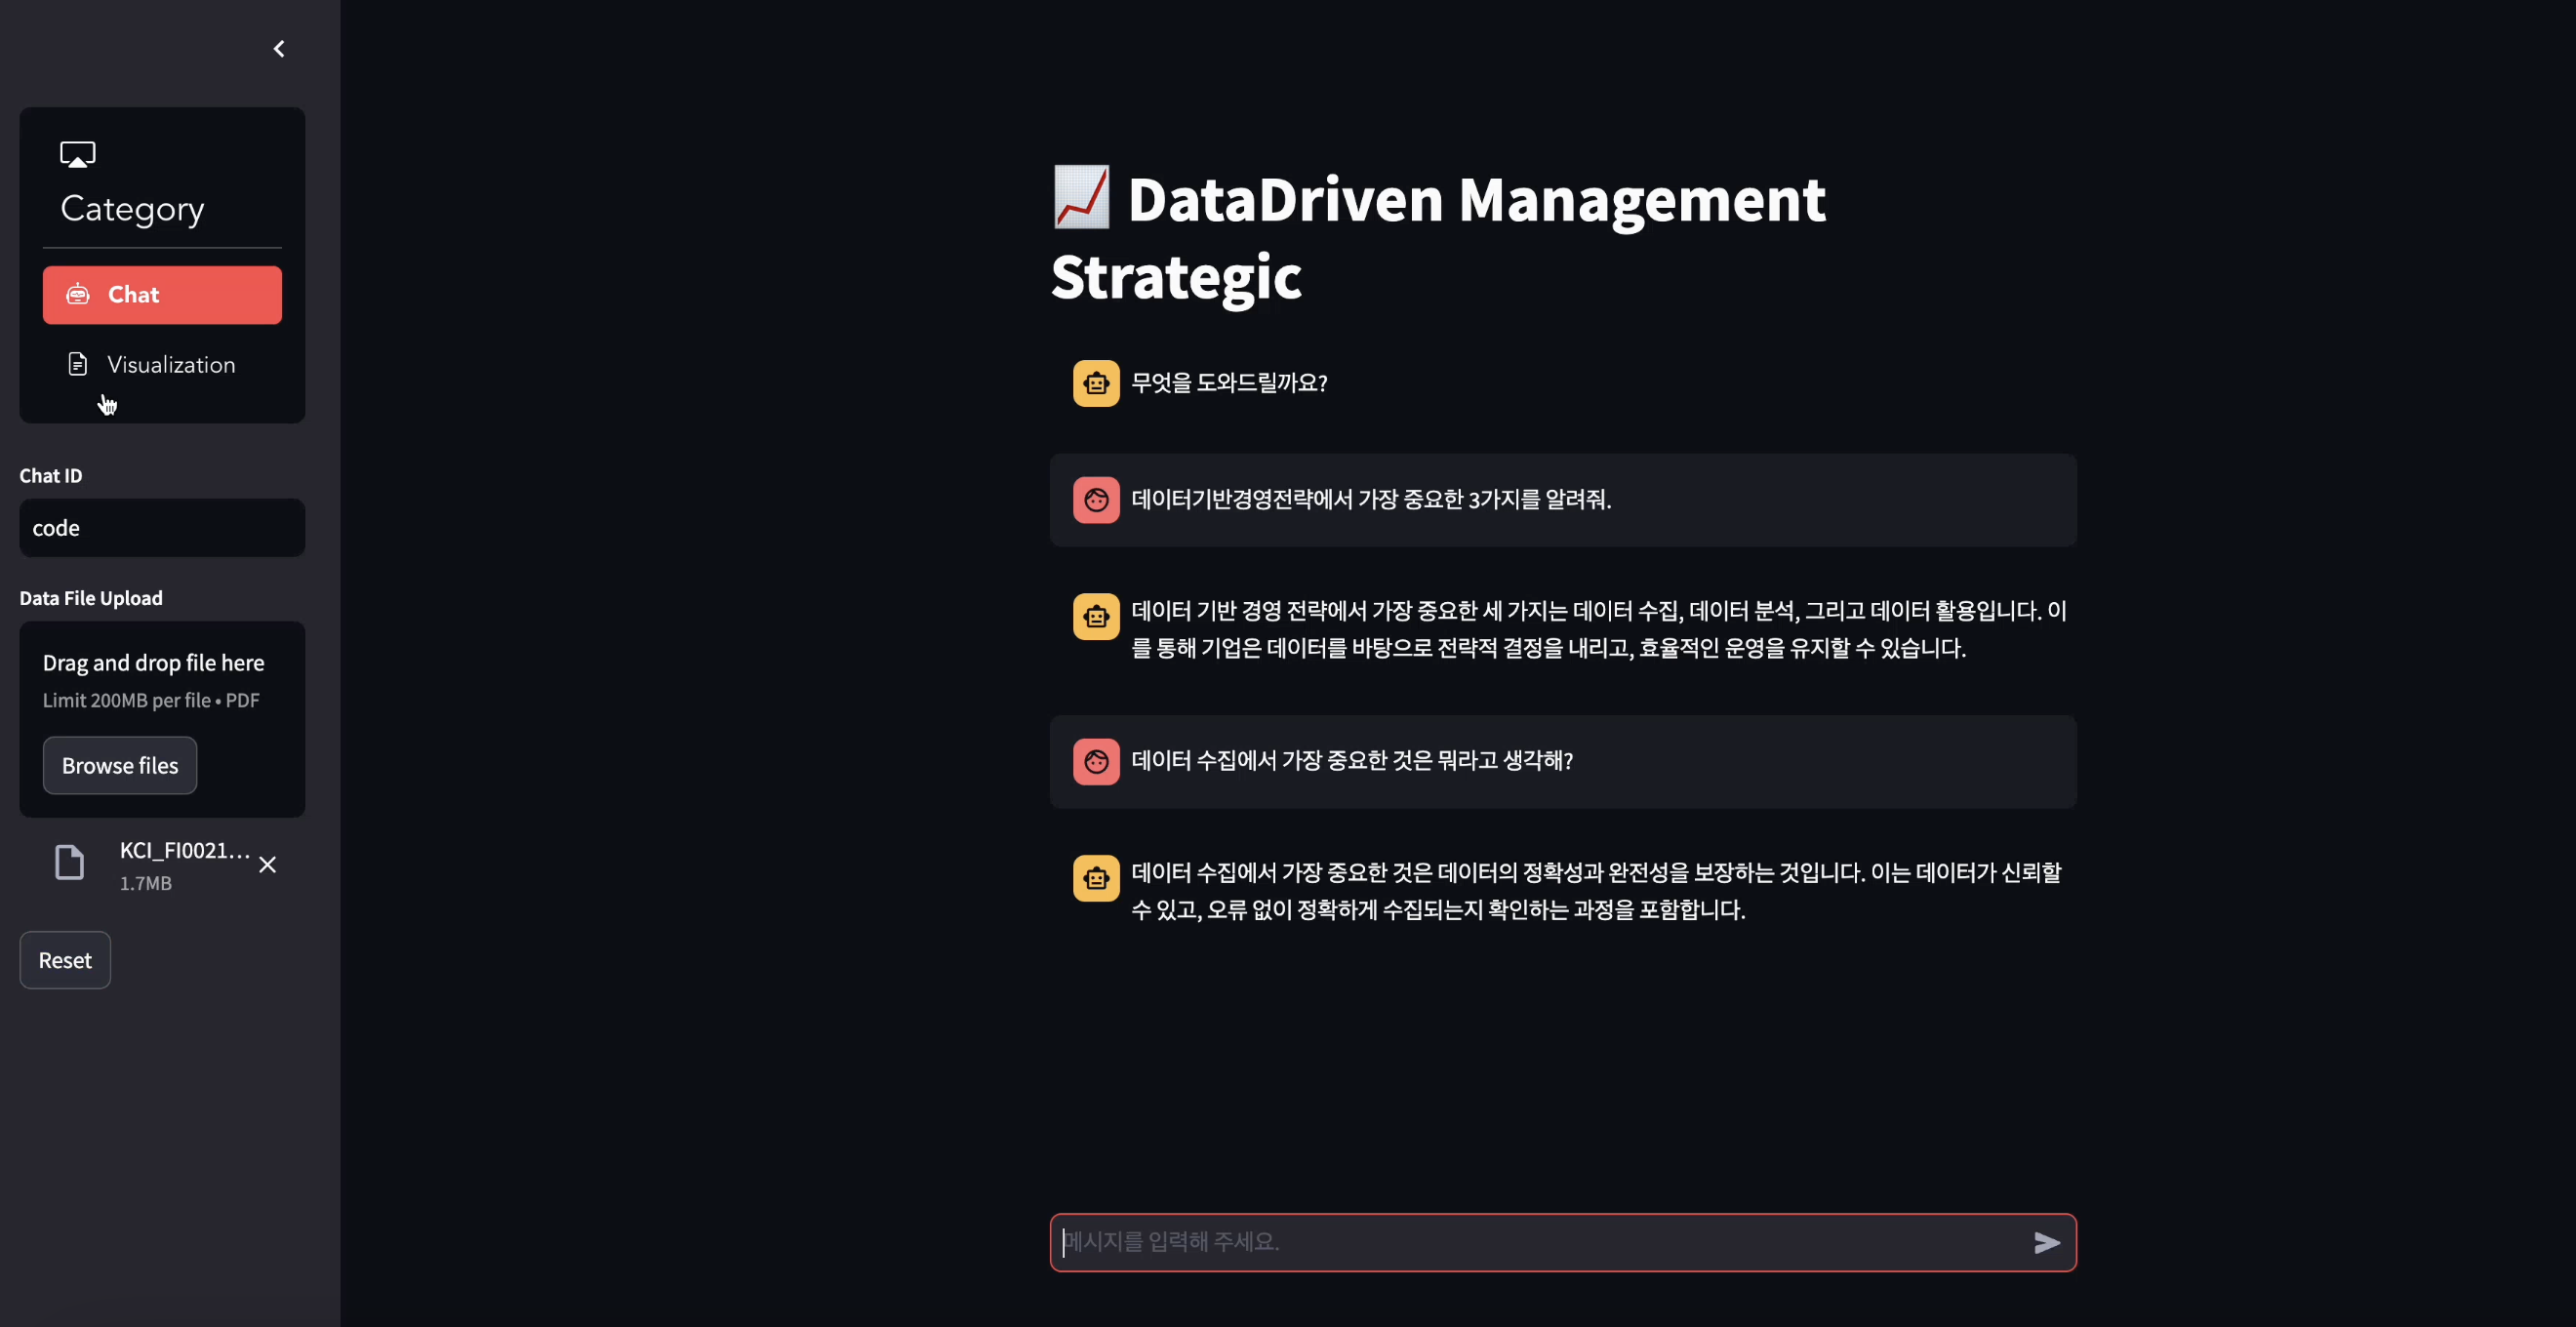 Category
Chat
Visualization
Chat ID
code
Data File Upload
Drag and drop file here
Limit 200MB per file • PDF
Browse files
KCI_FI0021...
1.7MB
Reset
DataDriven Management
Strategic
무엇을 도와드릴까요?
데이터기반경영전략에서 가장 중요한 3가지를 알려줘.
데이터 기반 경영 전략에서 가장 중요한 세 가지는 데이터 수집, 데이터 분석, 그리고 데이터 활용입니다. 이
를 통해 기업은 데이터를 바탕으로 전략적 결정을 내리고, 효율적인 운영을 유지할 수 있습니다.
데이터 수집에서 가장 중요한 것은 뭐라고 생각해?
데이터 수집에서 가장 중요한 것은 데이터의 정확성과 완전성을 보장하는 것입니다. 이는 데이터가 신뢰할
수 있고, 오류 없이 정확하게 수집되는지 확인하는 과정을 포함합니다.
메시지를 입력해 주세요.